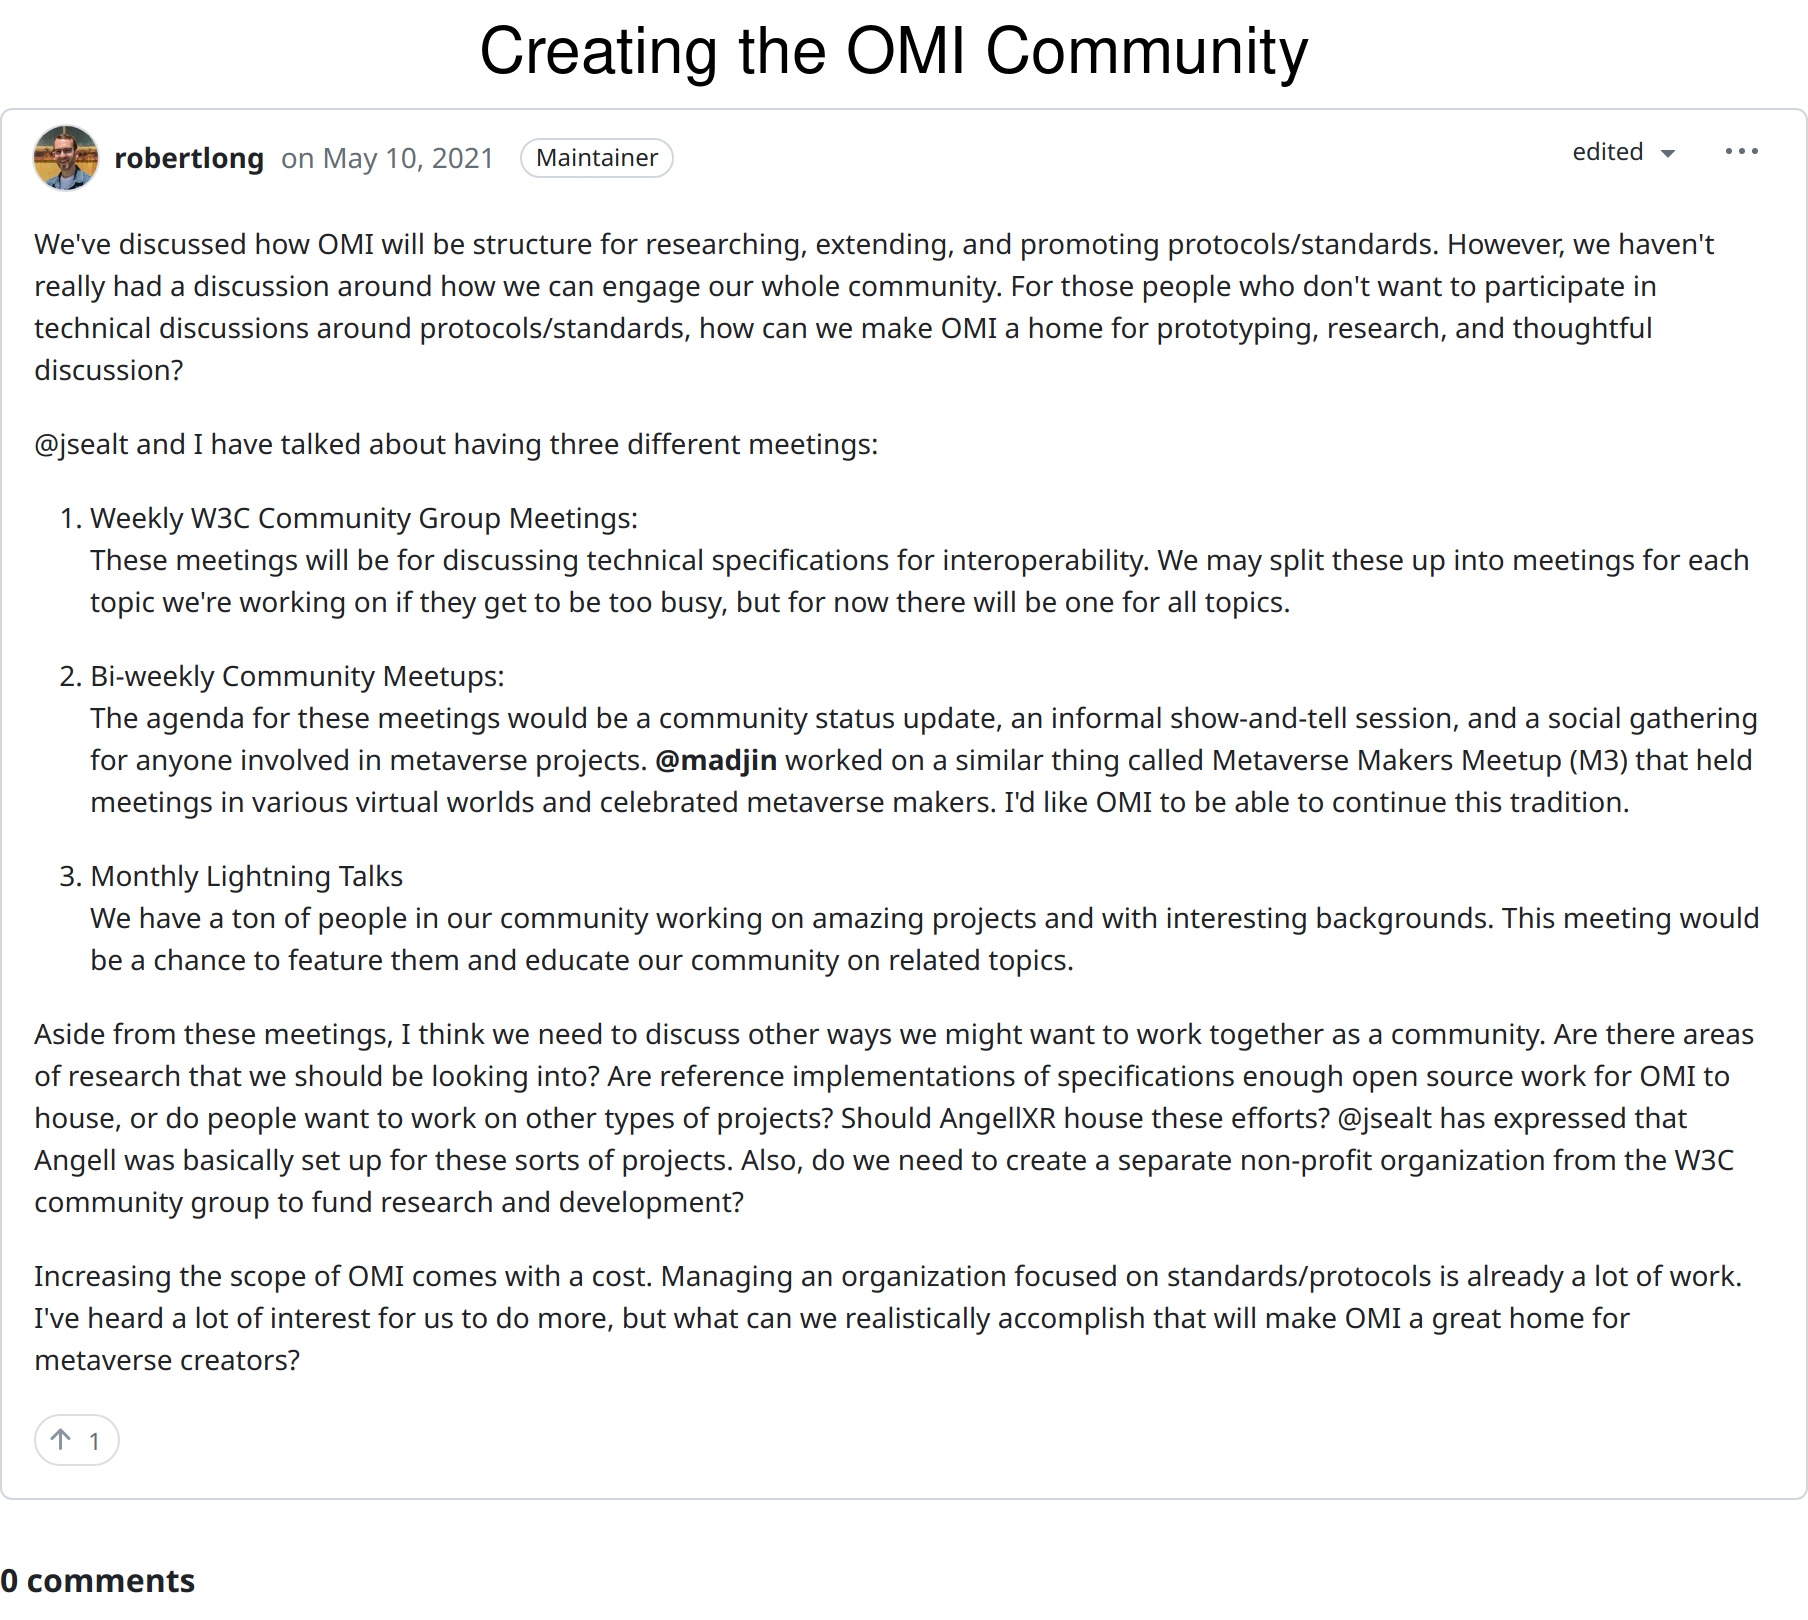 Creating the OMI Community
robertlong on May 10, 2021 Maintainer edited
We've discussed how OMI will be structure for researching, extending, and promoting protocols/standards. However, we haven't
really had a discussion around how we can engage our whole community. For those people who don't want to participate in
technical discussions around protocols/standards, how can we make OMI a home for prototyping, research, and thoughtful
discussion?
@jsealt and I have talked about having three different meetings:
1. Weekly W3C Community Group Meetings:
These meetings will be for discussing technical specifications for interoperability. We may split these up into meetings for each
topic we're working on if they get to be too busy, but for now there will be one for all topics.
2. Bi-weekly Community Meetups:
The agenda for these meetings would be a community status update, an informal show-and-tell session, and a social gathering
for anyone involved in metaverse projects. @madjin worked on a similar thing called Metaverse Makers Meetup (M3) that held
meetings in various virtual worlds and celebrated metaverse makers. I'd like OMI to be able to continue this tradition.
3. Monthly Lightning Talks
We have a ton of people in our community working on amazing projects and with interesting backgrounds. This meeting would
be a chance to feature them and educate our community on related topics.
Aside from these meetings, I think we need to discuss other ways we might want to work together as a community. Are there areas
of research that we should be looking into? Are reference implementations of specifications enough open source work for OMI to
house, or do people want to work on other types of projects? Should AngellXR house these efforts? @jsealt has expressed that
Angell was basically set up for these sorts of projects. Also, do we need to create a separate non-profit organization from the W3C
community group to fund research and development?
Increasing the scope of OMI comes with a cost. Managing an organization focused on standards/protocols is already a lot of work.
I've heard a lot of interest for us to do more, but what can we realistically accomplish that will make OMI a great home for
metaverse creators?
1
0 comments